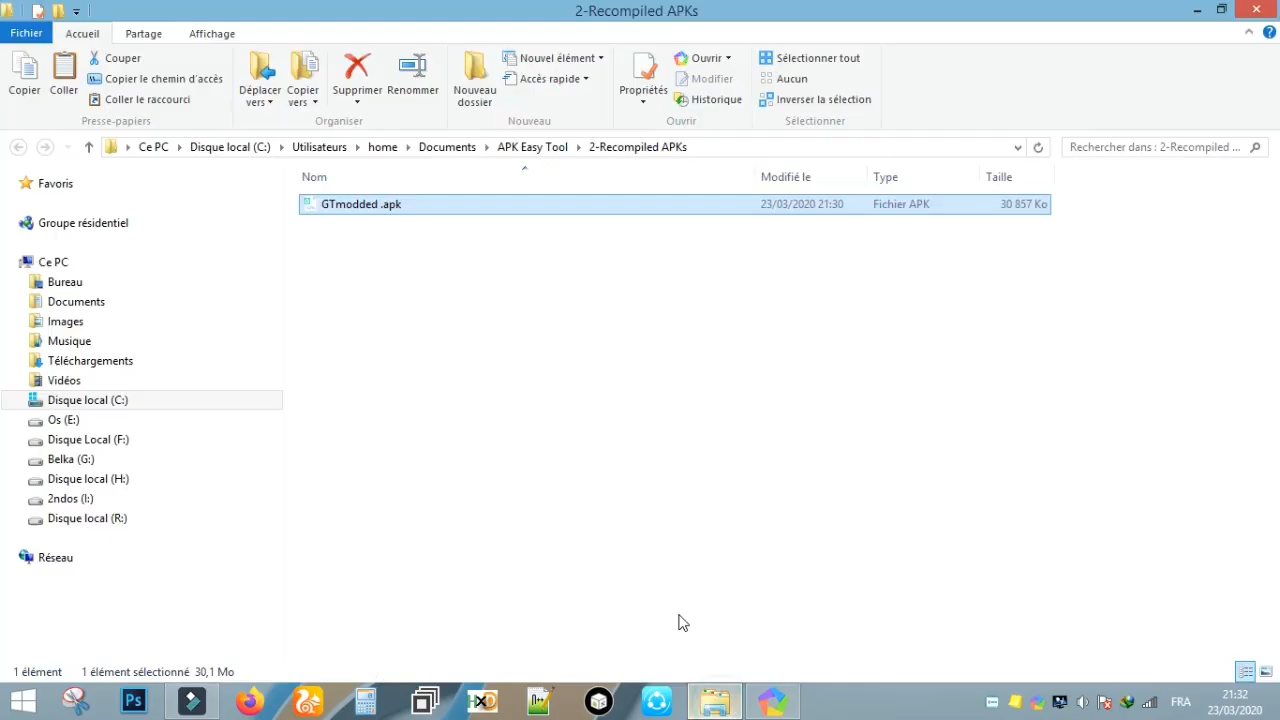 2-Recompiled APKs
Fichier Accueil Partage Affichage
Copier
Coller
Couper
Copier le chemin d'accès
Coller le raccourci
Presse-papiers
Déplacer vers
Copier vers
Supprimer
Renommer
Organiser
Nouveau dossier
Nouvel élément
Accès rapide
Nouveau
Propriétés
Ouvrir
Modifier
Historique
Ouvrir
Sélectionner tout
Aucun
Inverser la sélection
Sélectionner
Ce PC Disque local (C:) Utilisateurs home Documents APK Easy Tool 2-Recompiled APKs
Rechercher dans : 2-Recompiled ...
Nom Modifié le Type Taille
GTmodded .apk 23/03/2020 21:30 Fichier APK 30 857 Ko
Favoris
Groupe résidentiel
Ce PC
Bureau
Documents
Images
Musique
Téléchargements
Vidéos
Disque local (C:)
Os (E:)
Disque Local (F:)
Belka (G:)
Disque local (H:)
2ndos (I:)
Disque local (R:)
Réseau
1 élément 1 élément sélectionné 30,1 Mo
Ps
FRA
21:32
23/03/2020